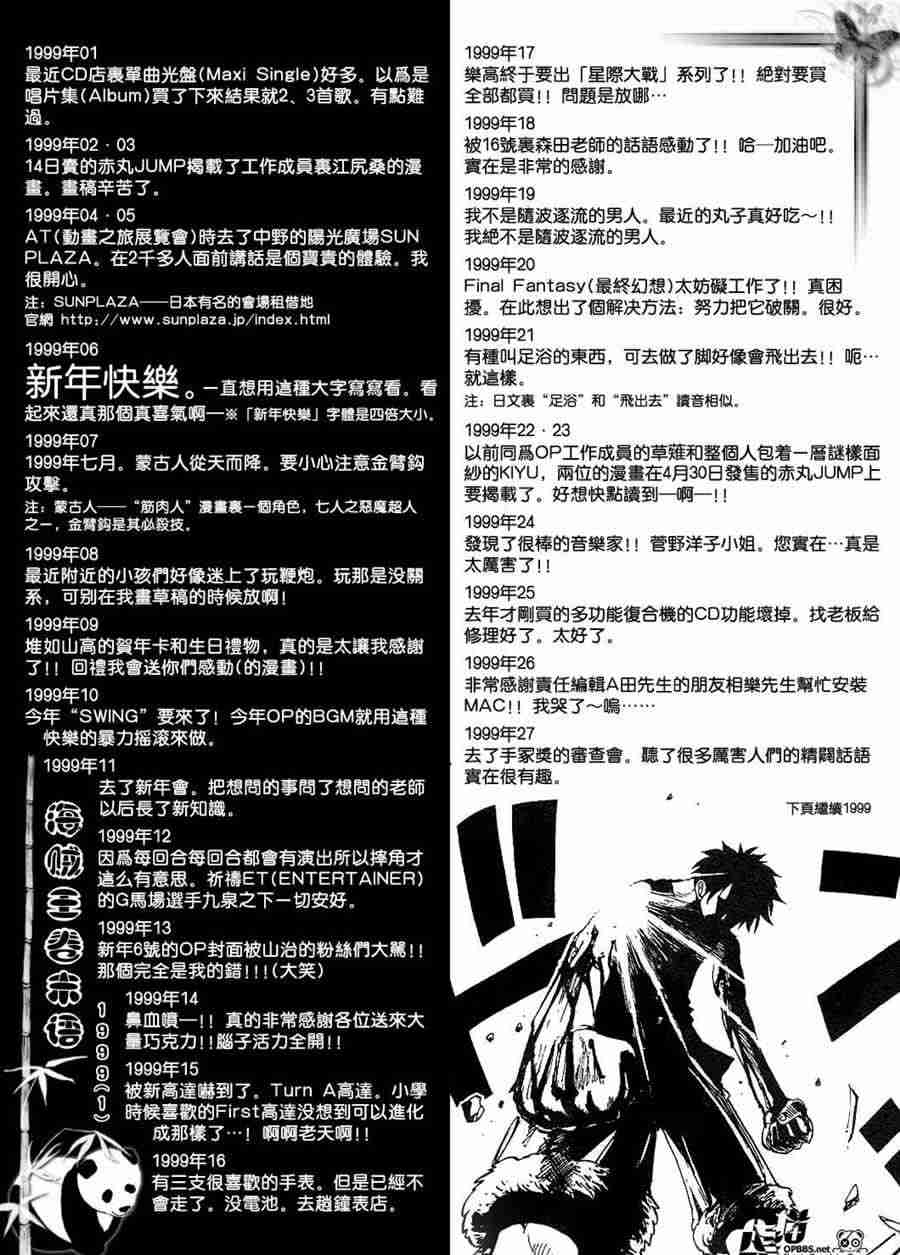 1999年01
最近CD店裏單曲光盤(Maxi Single)好多。以爲是
唱片集(Album)買了下來結果就2、3首歌。有點難
過。
1999年02·03
14日賣的赤丸JUMP揭載了工作成員裏江尻桑的漫
畫。畫稿辛苦了。
1999年04·05
AT(動畫之旅展覽會)時去了中野的陽光廣場SUN
PLAZA。在2千多人面前講話是個寶貴的體驗。我
很開心。
注: SUNPLAZA——日本有名的會場租借地
官網 http://www.sunplaza.jp/index.html
1999年06
新年快樂。一直想用這種大字寫寫看。看
起來還真那個真喜氣啊—※「新年快樂」字體是四倍大小。
1999年07
1999年七月。蒙古人從天而降。要小心注意金臂鈎
攻擊。
注: 蒙古人——“筋肉人”漫畫裏一個角色，七人之惡魔超人
之一，金臂鈎是其必殺技。
1999年08
最近附近的小孩們好像迷上了玩鞭炮。玩那是没關
系，可别在我畫草稿的時候放啊!
1999年09
堆如山高的賀年卡和生日禮物，真的是太讓我感謝
了!! 回禮我會送你們感動(的漫畫)!!
1999年10
今年“SWING”要來了! 今年OP的BGM就用這種
快樂的暴力摇滚來做。
1999年11
去了新年會。把想問的事問了想問的老師
以后長了新知識。
1999年12
因爲每回合每回合都會有演出所以摔角才
這么有意思。祈禱ET(ENTERTAINER)
的G馬場選手九泉之下一切安好。
1999年13
新年6號的OP封面被山治的粉絲們大駡!!
那個完全是我的錯!!!(大笑)
1999年14
鼻血噴—!! 真的非常感謝各位送來大
量巧克力!!腦子活力全開!!
1999年15
被新高達嚇到了。Turn A高達。小學
時候喜歡的First高達没想到可以進化
成那樣了…! 啊啊老天啊!!
1999年16
有三支很喜歡的手表。但是已經不
會走了。没電池。去趟鐘表店。
海賊王卷末語
1999(1)
1999年17
樂高終于要出「星際大戰」系列了!! 絶對要買
全部都買!! 問題是放哪…
1999年18
被16號裏森田老師的話語感動了!! 哈—加油吧。
實在是非常的感謝。
1999年19
我不是隨波逐流的男人。最近的丸子真好吃～!!
我絶不是隨波逐流的男人。
1999年20
Final Fantasy(最終幻想)太妨礙工作了!! 真困
擾。在此想出了個解决方法: 努力把它破關。很好。
1999年21
有種叫足浴的東西，可去做了脚好像會飛出去!! 呃…
就這樣。
注: 日文裏“足浴”和“飛出去”讀音相似。
1999年22·23
以前同爲OP工作成員的草薙和整個人包着一層謎樣面
紗的KIYU，兩位的漫畫在4月30日發售的赤丸JUMP上
要揭載了。好想快點讀到—啊—!!
1999年24
發現了很棒的音樂家!! 菅野洋子小姐。您實在…真是
太厲害了!!
1999年25
去年才剛買的多功能復合機的CD功能壞掉。找老板給
修理好了。太好了。
1999年26
非常感謝責任編輯A田先生的朋友相樂先生幫忙安裝
MAC!! 我哭了～嗚……
1999年27
去了手冢獎的審查會。聽了很多厲害人們的精闢話語
實在很有趣。
下頁繼續1999
OPBBS.net